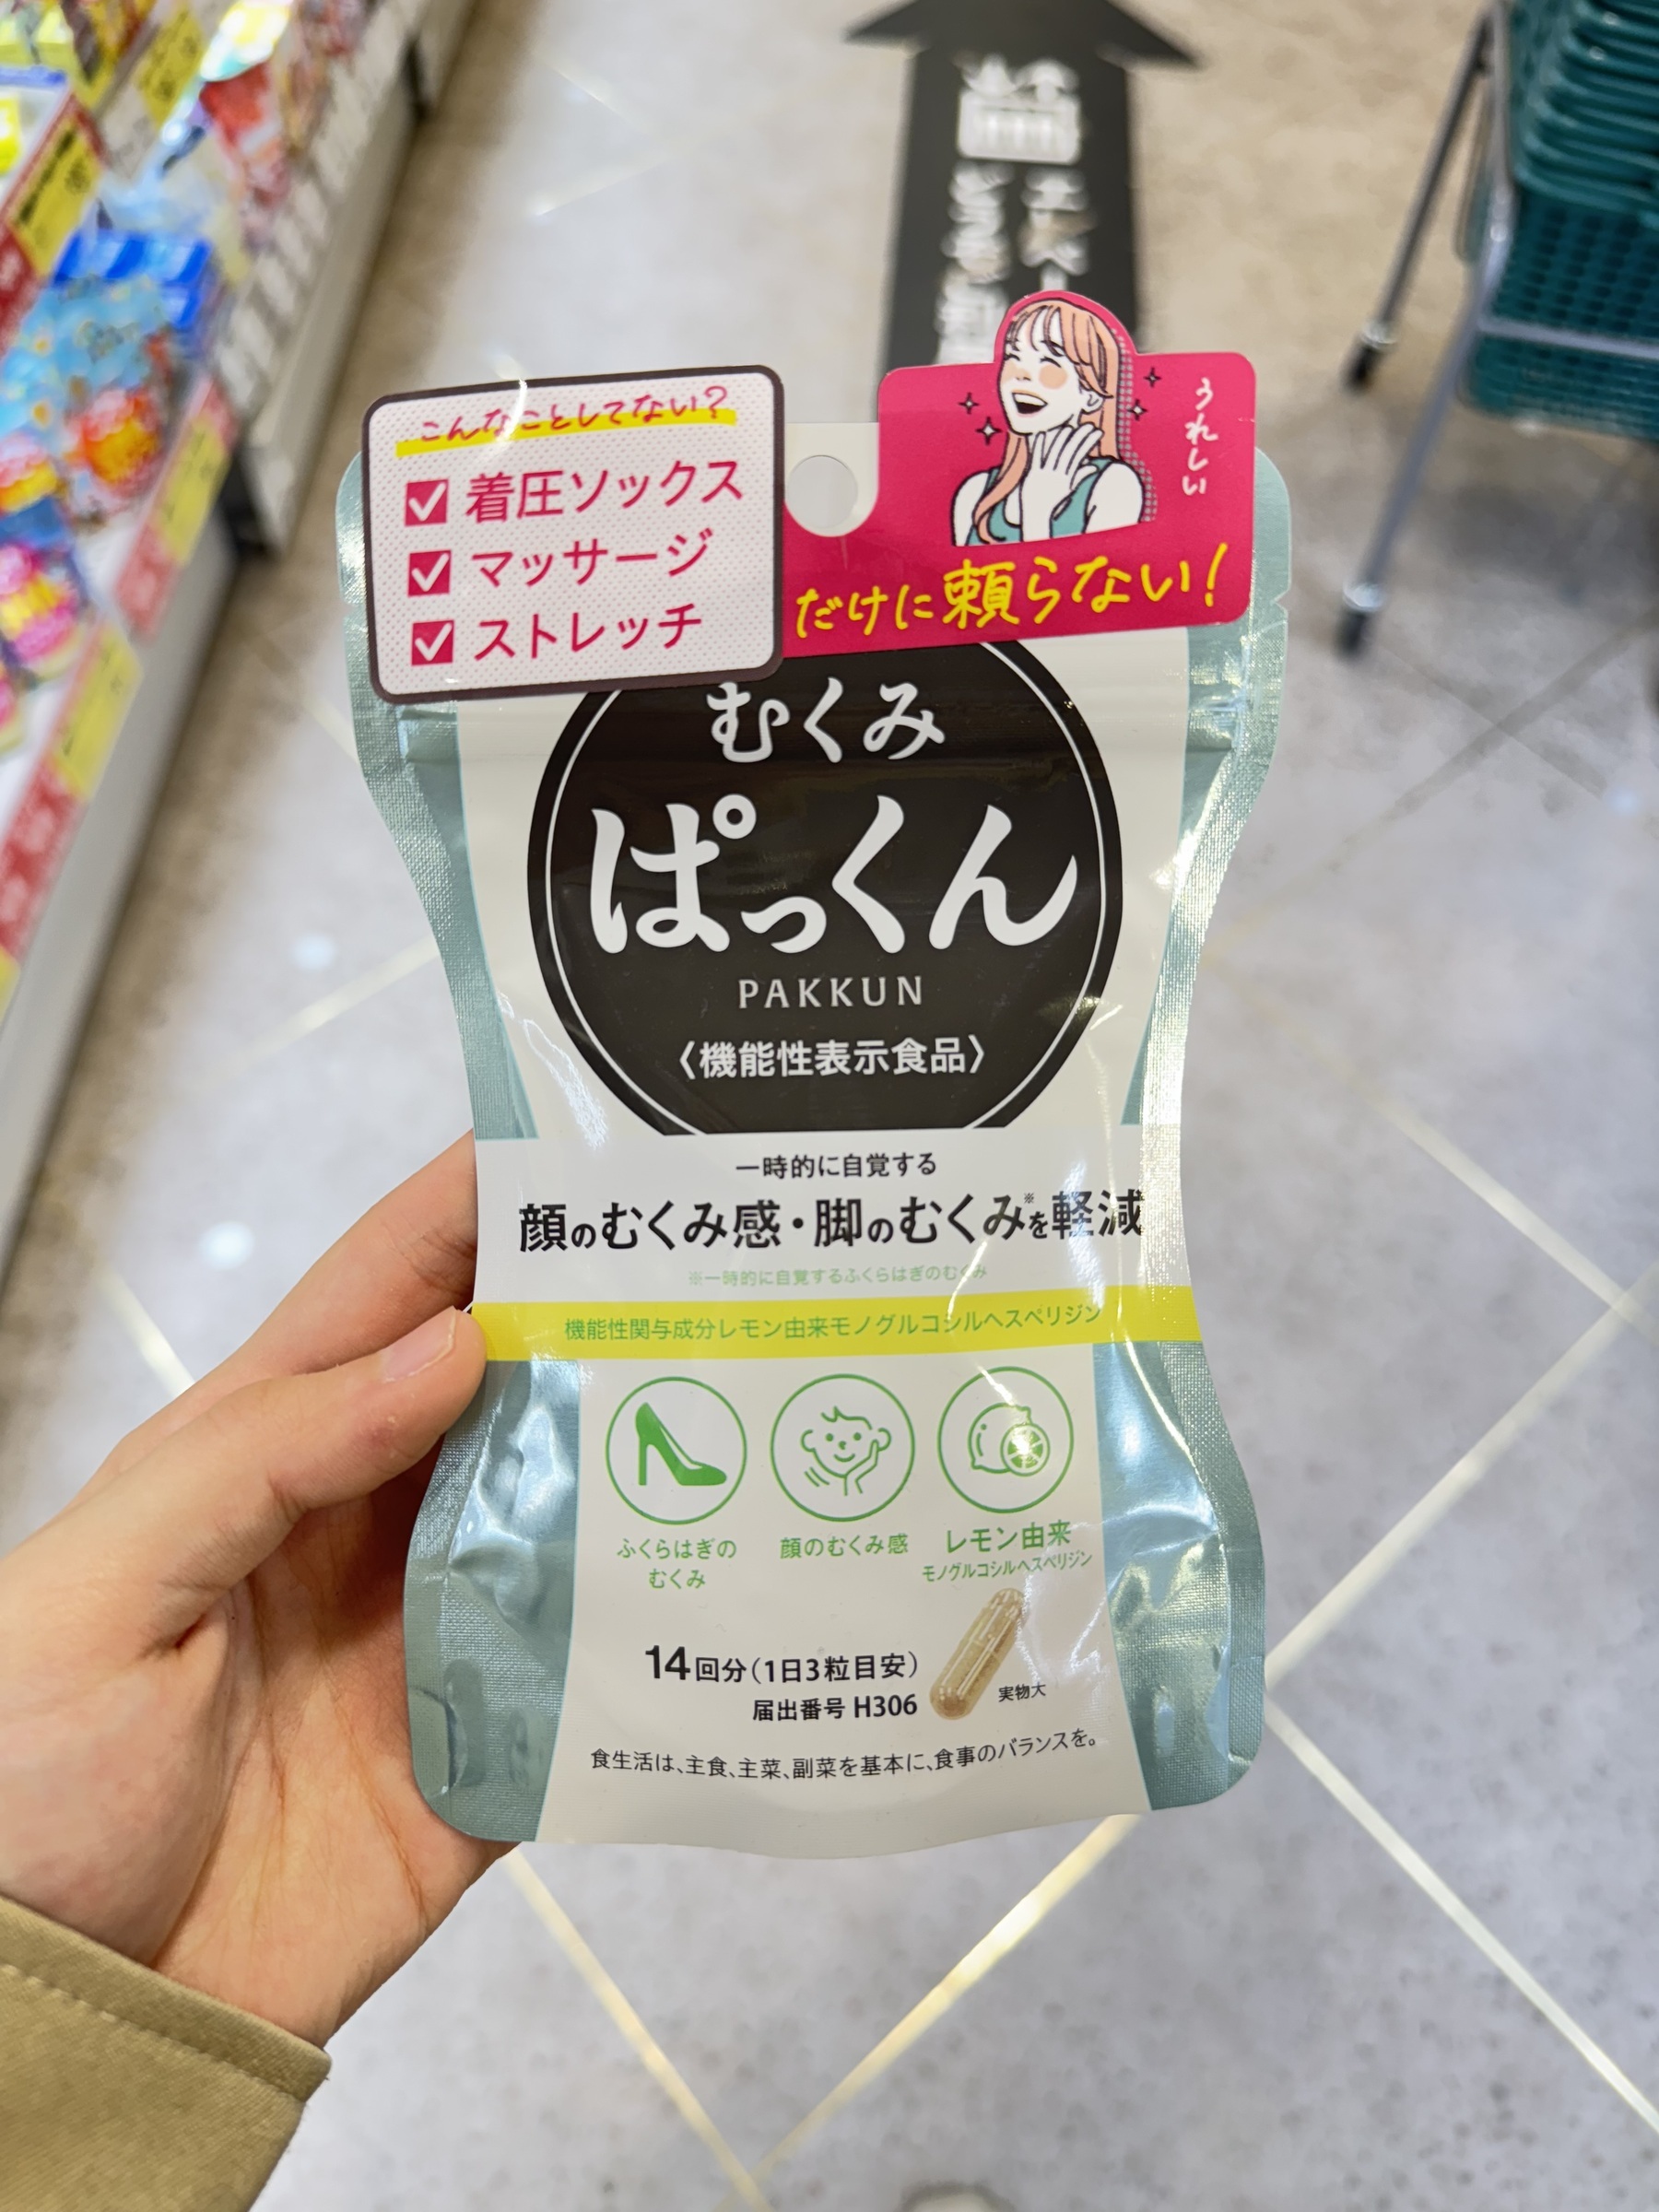 こんなことしてない？
着圧ソックス
マッサージ
ストレッチ
うれしい
だけに頼らない！
むくみ
ぱっくん
PAKKUN
〈機能性表示食品〉
一時的に自覚する
顔のむくみ感・脚のむくみ※を軽減
※一時的に自覚するふくらはぎのむくみ
機能性関与成分レモン由来モノグルコシルヘスペリジン
ふくらはぎの
むくみ
顔のむくみ感
レモン由来
モノグルコシルヘスペリジン
14回分（1日3粒目安）
届出番号 H306
実物大
食生活は、主食、主菜、副菜を基本に、食事のバランスを。